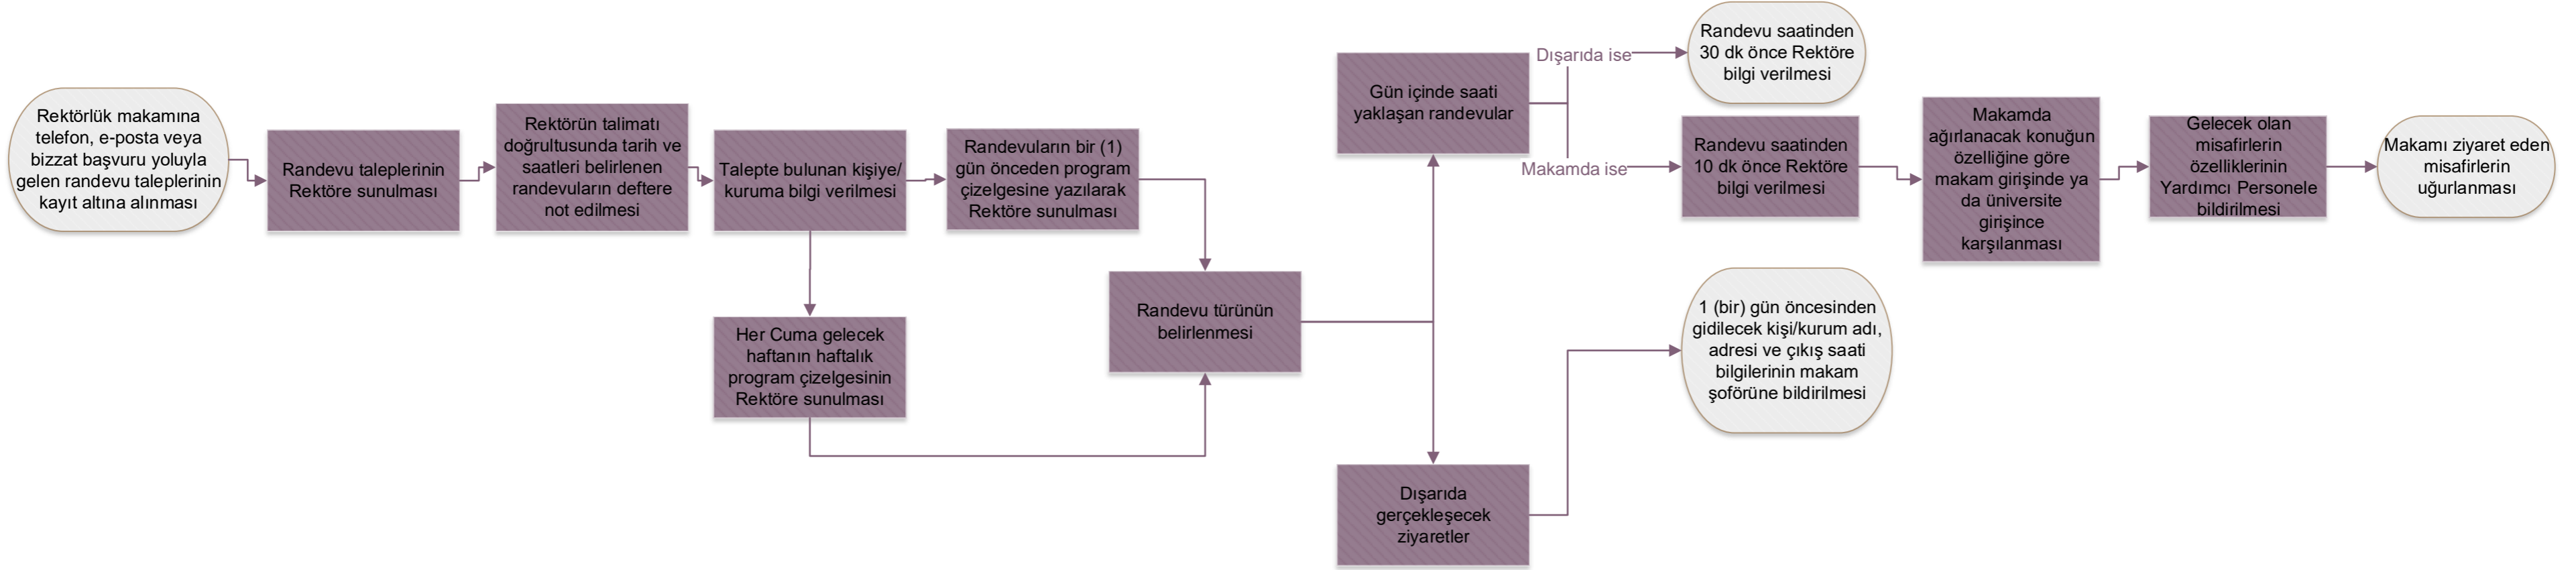 Rektörlük makamına
telefon, e-posta veya
bizzat başvuru yoluyla
gelen randevu taleplerinin
kayıt altına alınması
Randevu taleplerinin
Rektöre sunulması
Rektörün talimatı
doğrultusunda tarih ve
saatleri belirlenen
randevuların deftere
not edilmesi
Talepte bulunan kişiye/
kuruma bilgi verilmesi
Randevuların bir (1)
gün önceden program
çizelgesine yazılarak
Rektöre sunulması
Her Cuma gelecek
haftanın haftalık
program çizelgesinin
Rektöre sunulması
Randevu türünün
belirlenmesi
Gün içinde saati
yaklaşan randevular
Dışarıda ise
Randevu saatinden
30 dk önce Rektöre
bilgi verilmesi
Makamda ise
Randevu saatinden
10 dk önce Rektöre
bilgi verilmesi
Makamda
ağırlanacak konuğun
özelliğine göre
makam girişinde ya
da üniversite
girişince
karşılanması
Gelecek olan
misafirlerin
özelliklerinin
Yardımcı Personele
bildirilmesi
Makamı ziyaret eden
misafirlerin
uğurlanması
Dışarıda
gerçekleşecek
ziyaretler
1 (bir) gün öncesinden
gidilecek kişi/kurum adı,
adresi ve çıkış saati
bilgilerinin makam
şoförüne bildirilmesi